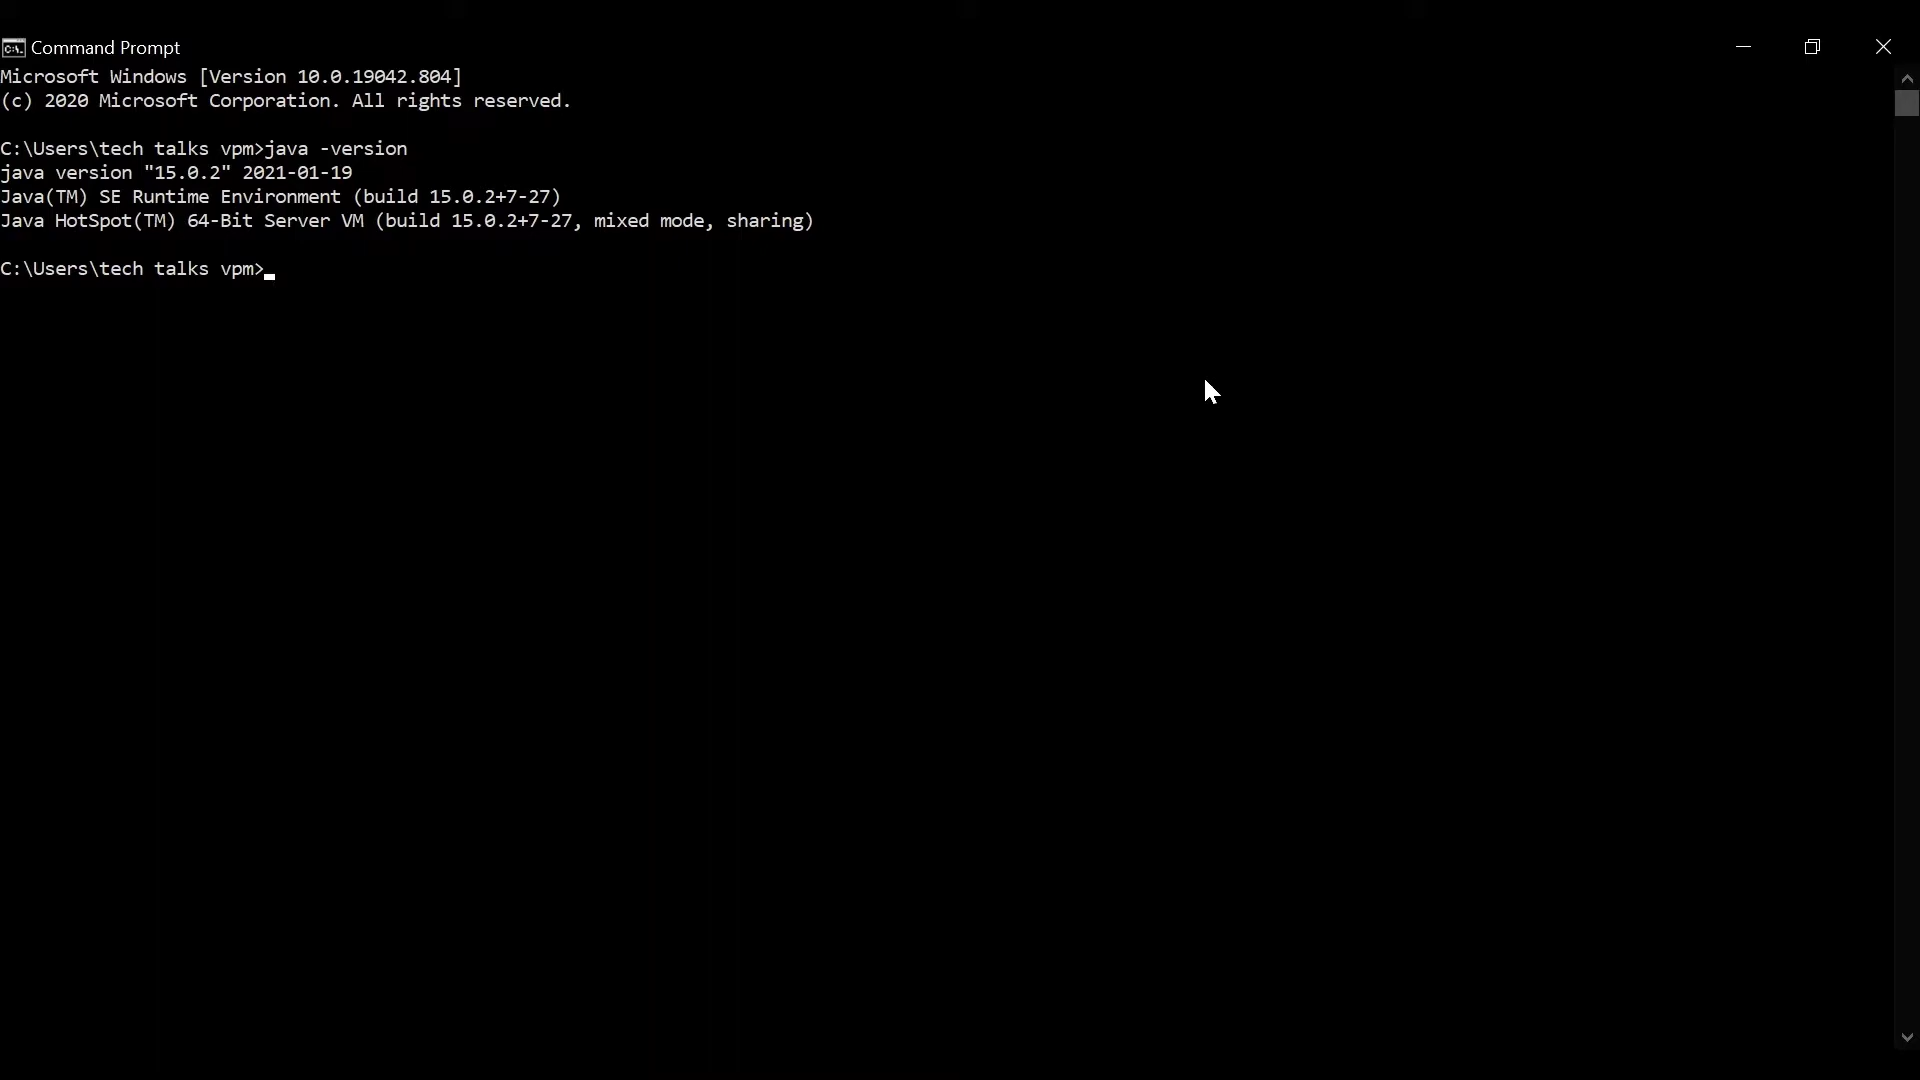 Command Prompt
Microsoft Windows [Version 10.0.19042.804]
(c) 2020 Microsoft Corporation. All rights reserved.
C:\Users\tech talks vpm>java -version
java version "15.0.2" 2021-01-19
Java(TM) SE Runtime Environment (build 15.0.2+7-27)
Java HotSpot(TM) 64-Bit Server VM (build 15.0.2+7-27, mixed mode, sharing)
C:\Users\tech talks vpm>